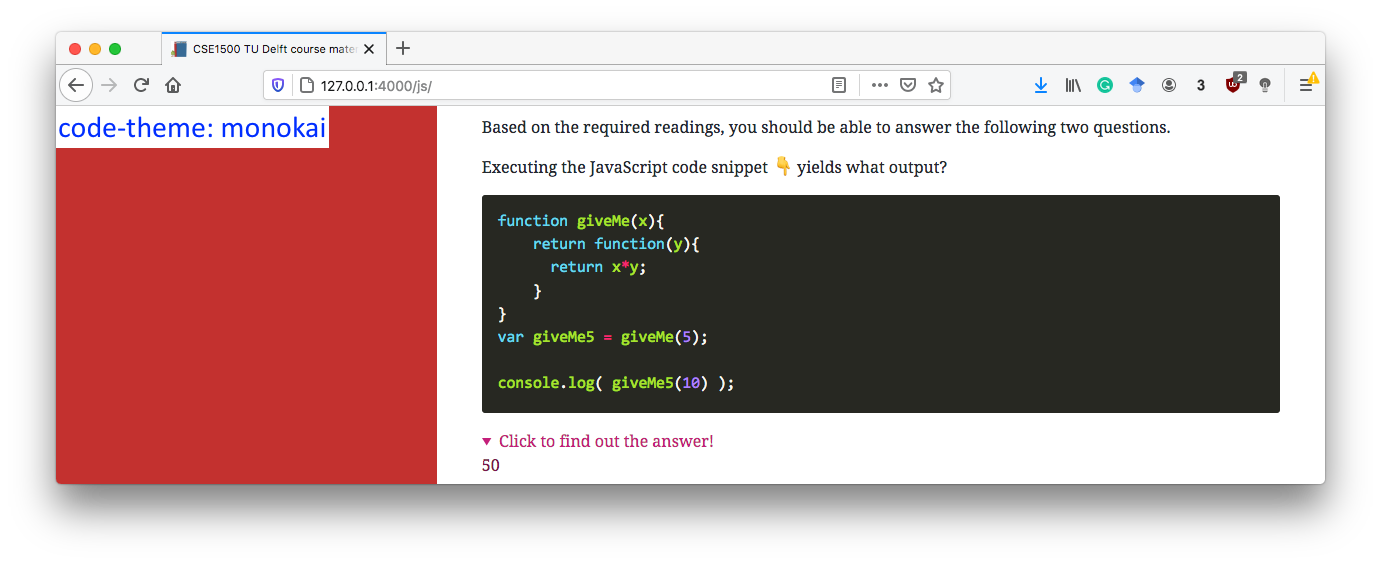 CSE1500 TU Delft course mate
127.0.0.1:4000/js/
3
2
code-theme: monokai
Based on the required readings, you should be able to answer the following two questions.
Executing the JavaScript code snippet 👇 yields what output?
function giveMe(x){
    return function(y){
      return x*y;
    }
}
var giveMe5 = giveMe(5);
console.log( giveMe5(10) );
▼ Click to find out the answer!
50